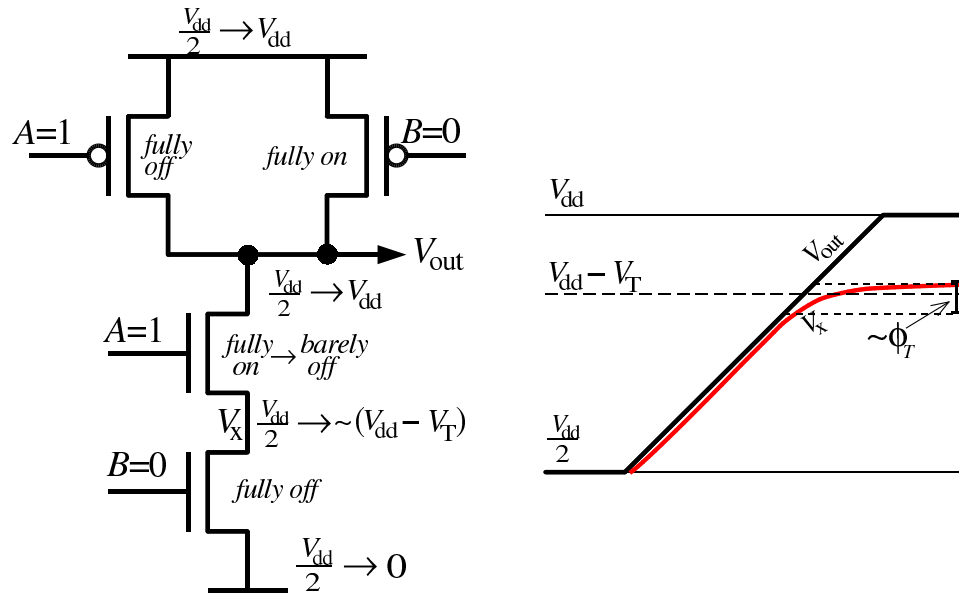 Vdd/2 → Vdd
A=1
fully off
fully on
B=0
Vout
Vdd/2 → Vdd
A=1
fully on → barely off
Vx Vdd/2 → ~(Vdd – VT)
B=0
fully off
Vdd/2 → 0
Vdd
Vout
Vdd – VT
Vx
~ϕT
Vdd/2